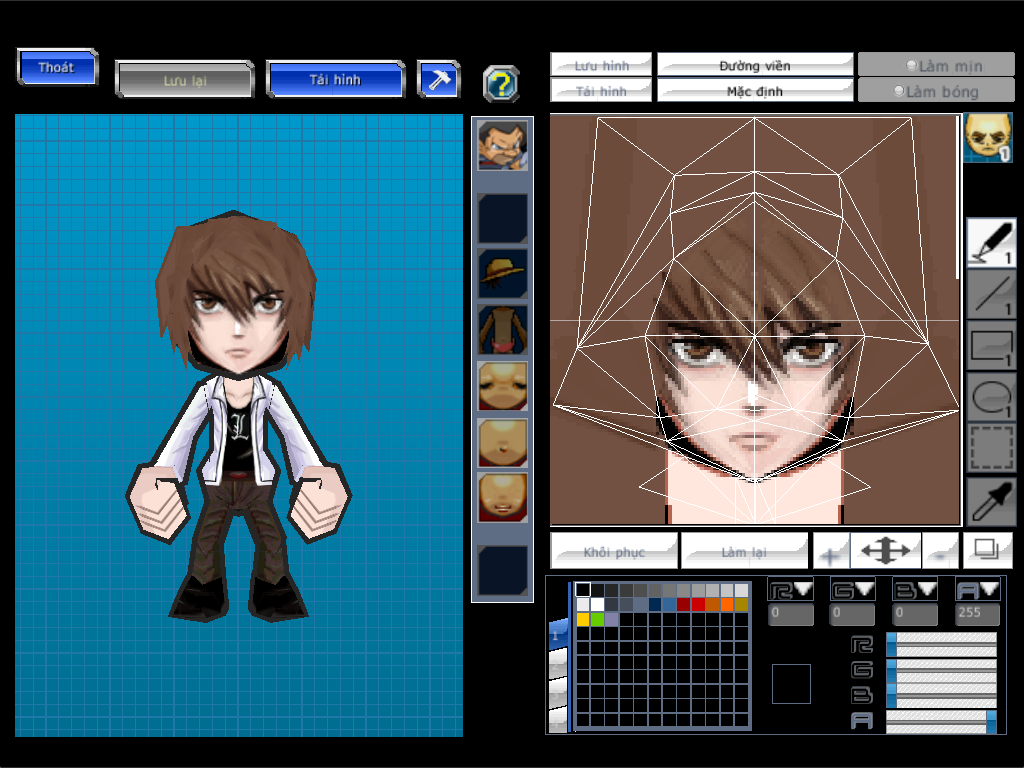 Thoát
Lưu lại
Tải hình
?
Lưu hình
Đường viền
Làm mịn
Tải hình
Mặc định
Làm bóng
1
1
1
1
1
L
Khôi phục
Làm lại
R G B A
0 0 0 255
1
R
G
B
A